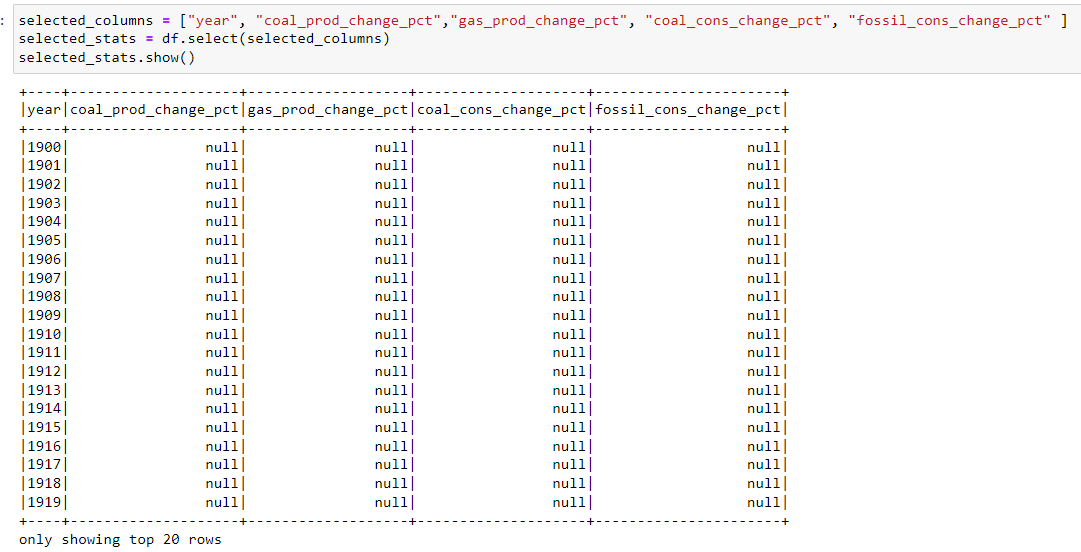 : selected_columns = ["year", "coal_prod_change_pct","gas_prod_change_pct", "coal_cons_change_pct", "fossil_cons_change_pct" ]
selected_stats = df.select(selected_columns)
selected_stats.show()
+----+--------------------+-------------------+--------------------+----------------------+
|year|coal_prod_change_pct|gas_prod_change_pct|coal_cons_change_pct|fossil_cons_change_pct|
+----+--------------------+-------------------+--------------------+----------------------+
|1900|                null|               null|                null|                  null|
|1901|                null|               null|                null|                  null|
|1902|                null|               null|                null|                  null|
|1903|                null|               null|                null|                  null|
|1904|                null|               null|                null|                  null|
|1905|                null|               null|                null|                  null|
|1906|                null|               null|                null|                  null|
|1907|                null|               null|                null|                  null|
|1908|                null|               null|                null|                  null|
|1909|                null|               null|                null|                  null|
|1910|                null|               null|                null|                  null|
|1911|                null|               null|                null|                  null|
|1912|                null|               null|                null|                  null|
|1913|                null|               null|                null|                  null|
|1914|                null|               null|                null|                  null|
|1915|                null|               null|                null|                  null|
|1916|                null|               null|                null|                  null|
|1917|                null|               null|                null|                  null|
|1918|                null|               null|                null|                  null|
|1919|                null|               null|                null|                  null|
+----+--------------------+-------------------+--------------------+----------------------+
only showing top 20 rows